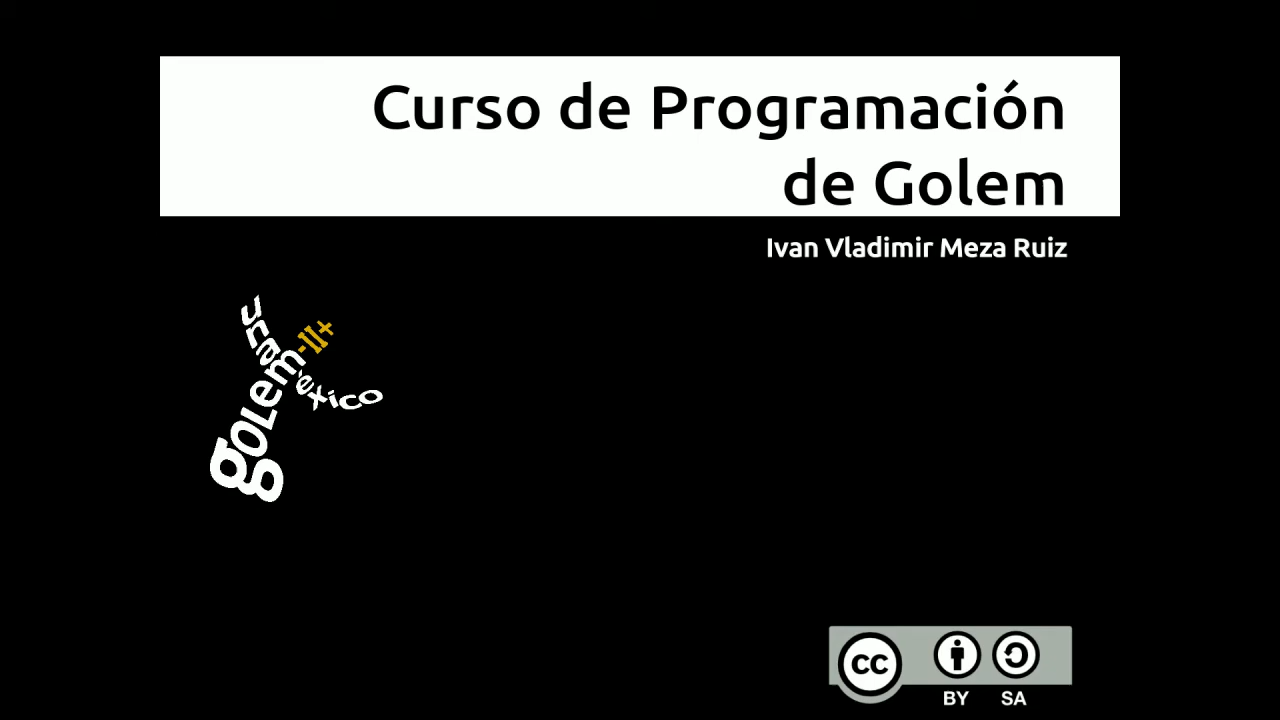 Curso de Programación
de Golem
Ivan Vladimir Meza Ruiz
unam
golem-II+
méxico
cc
BY SA